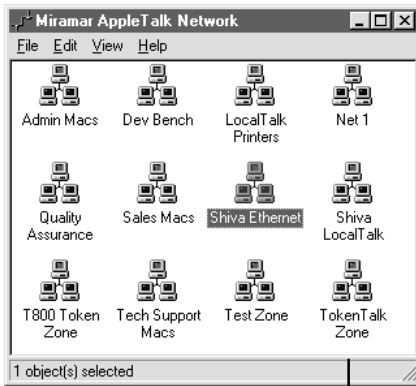 Miramar AppleTalk Network
File Edit View Help
Admin Macs Dev Bench LocalTalk Printers Net 1
Quality Assurance Sales Macs Shiva Ethernet Shiva LocalTalk
T800 Token Zone Tech Support Macs Test Zone TokenTalk Zone
1 object(s) selected